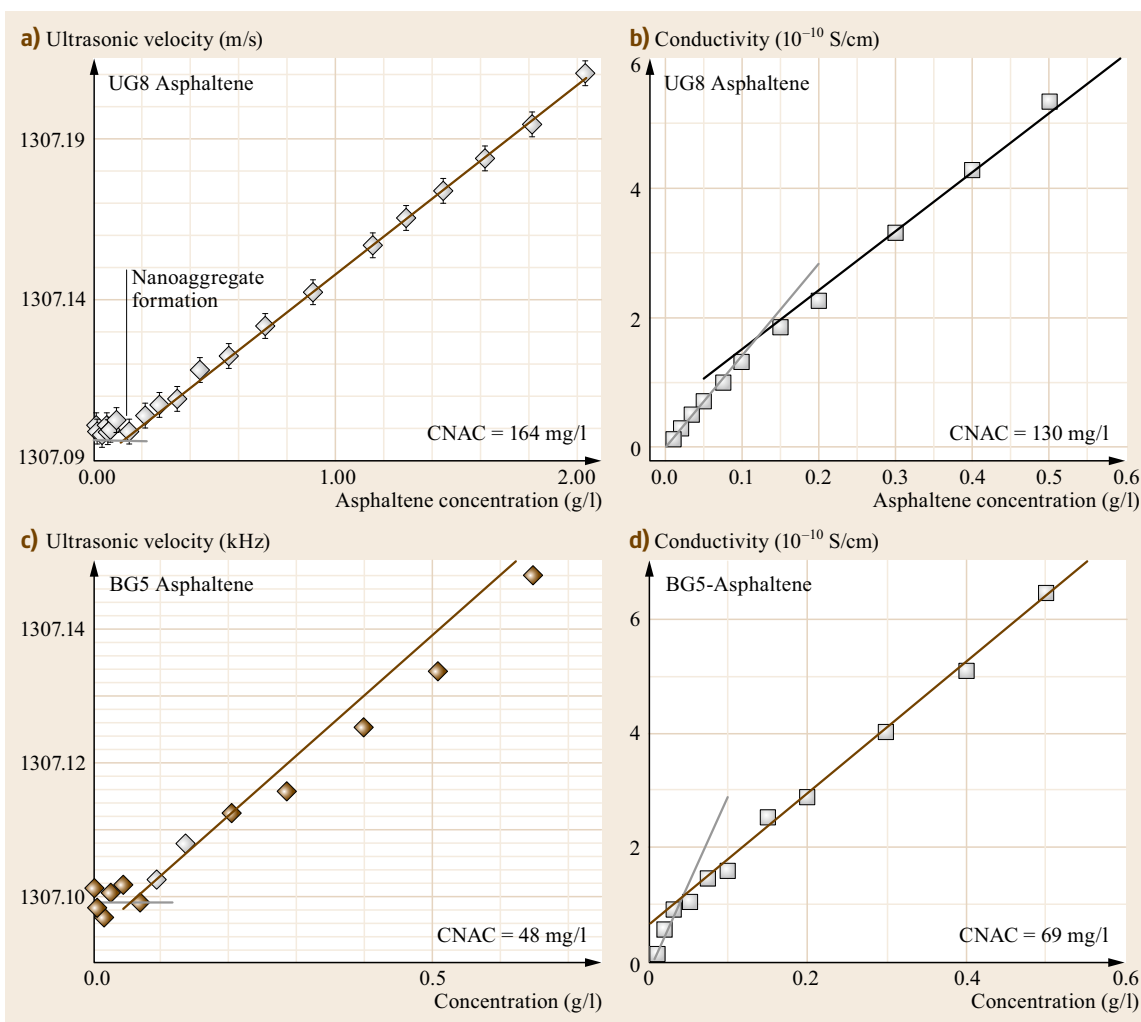 a) Ultrasonic velocity (m/s)
UG8 Asphaltene
1307.19
1307.14
1307.09
Nanoaggregate
formation
CNAC = 164 mg/l
0.00 1.00 2.00
Asphaltene concentration (g/l)
b) Conductivity (10⁻¹⁰ S/cm)
UG8 Asphaltene
6
4
2
0
CNAC = 130 mg/l
0.0 0.1 0.2 0.3 0.4 0.5 0.6
Asphaltene concentration (g/l)
c) Ultrasonic velocity (kHz)
BG5 Asphaltene
1307.14
1307.12
1307.10
CNAC = 48 mg/l
0.0 0.5
Concentration (g/l)
d) Conductivity (10⁻¹⁰ S/cm)
BG5-Asphaltene
6
4
2
0
CNAC = 69 mg/l
0 0.2 0.4 0.6
Concentration (g/l)